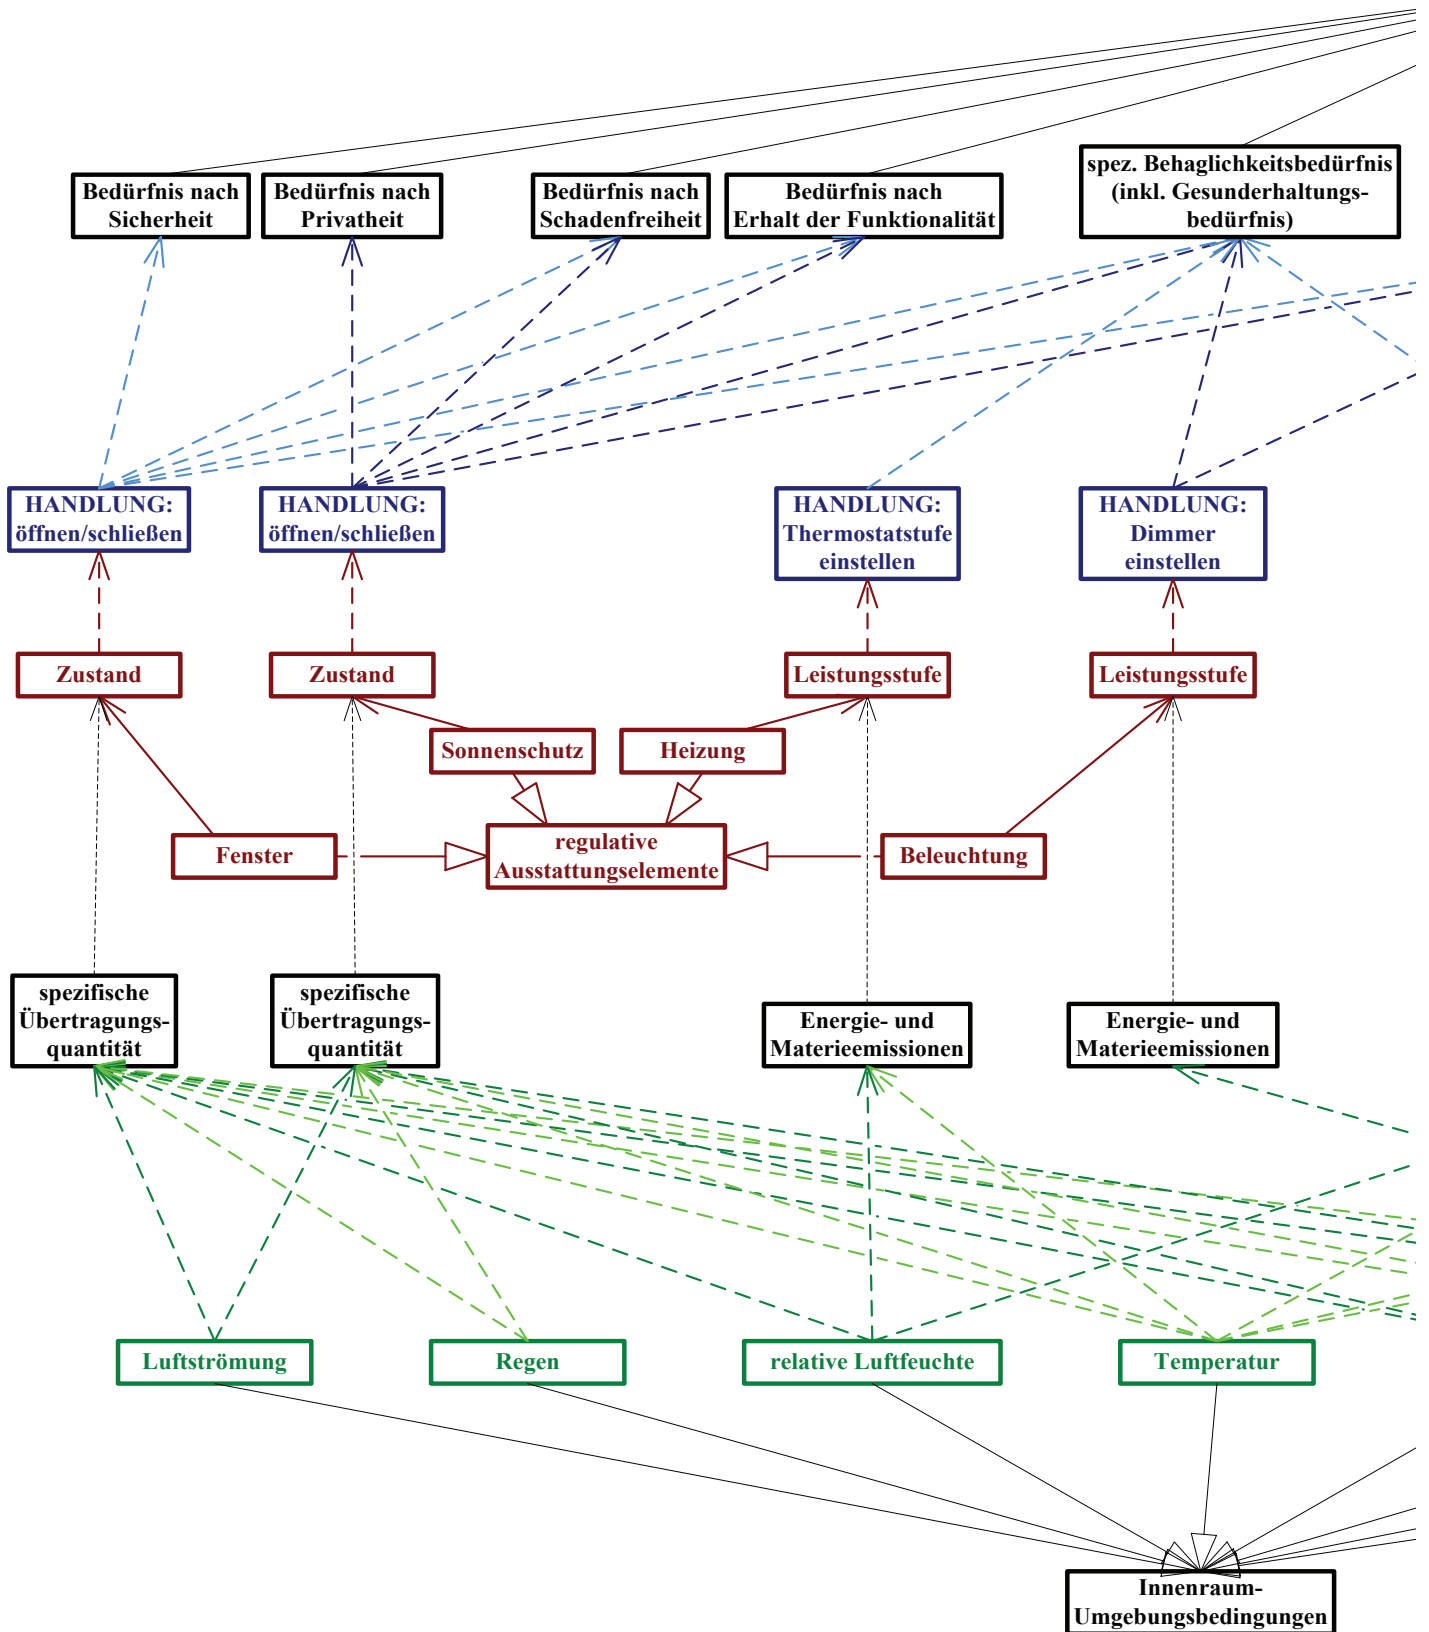 Bedürfnis nach
Sicherheit
Bedürfnis nach
Privatheit
Bedürfnis nach
Schadenfreiheit
Bedürfnis nach
Erhalt der Funktionalität
spez. Behaglichkeitsbedürfnis
(inkl. Gesunderhaltungs-
bedürfnis)
HANDLUNG:
öffnen/schließen
HANDLUNG:
öffnen/schließen
HANDLUNG:
Thermostatstufe
einstellen
HANDLUNG:
Dimmer
einstellen
Zustand
Zustand
Leistungsstufe
Leistungsstufe
Sonnenschutz
Heizung
Fenster
regulative
Ausstattungselemente
Beleuchtung
spezifische
Übertragungs-
quantität
spezifische
Übertragungs-
quantität
Energie- und
Materieemissionen
Energie- und
Materieemissionen
Luftströmung
Regen
relative Luftfeuchte
Temperatur
Innenraum-
Umgebungsbedingungen